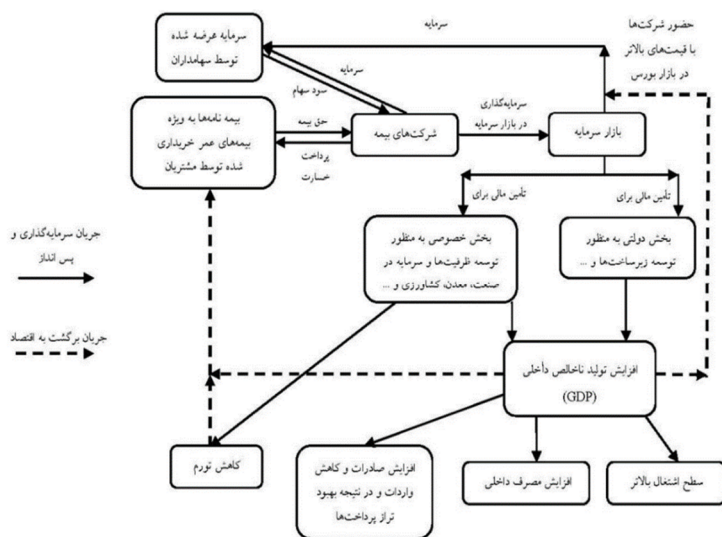 سرمایه
حضور شرکت‌ها
با قیمت‌های بالاتر
در بازار بورس
سرمایه عرضه شده
توسط سهامداران
سرمایه
سود سهام
بیمه نامه‌ها به ویژه
بیمه‌های عمر خریداری
شده توسط مشتریان
حق بیمه
پرداخت
خسارت
شرکت‌های بیمه
سرمایه‌گذاری
در بازار سرمایه
بازار سرمایه
تأمین مالی برای
تأمین مالی برای
بخش دولتی به منظور
توسعه زیرساخت‌ها و ...
بخش خصوصی به منظور
توسعه ظرفیت‌ها و سرمایه در
صنعت، معدن، کشاورزی و ...
جریان سرمایه‌گذاری و
پس انداز
جریان برگشت به اقتصاد
افزایش تولید ناخالص داخلی
(GDP)
سطح اشتغال بالاتر
افزایش مصرف داخلی
افزایش صادرات و کاهش
واردات و در نتیجه بهبود
تراز پرداخت‌ها
کاهش تورم